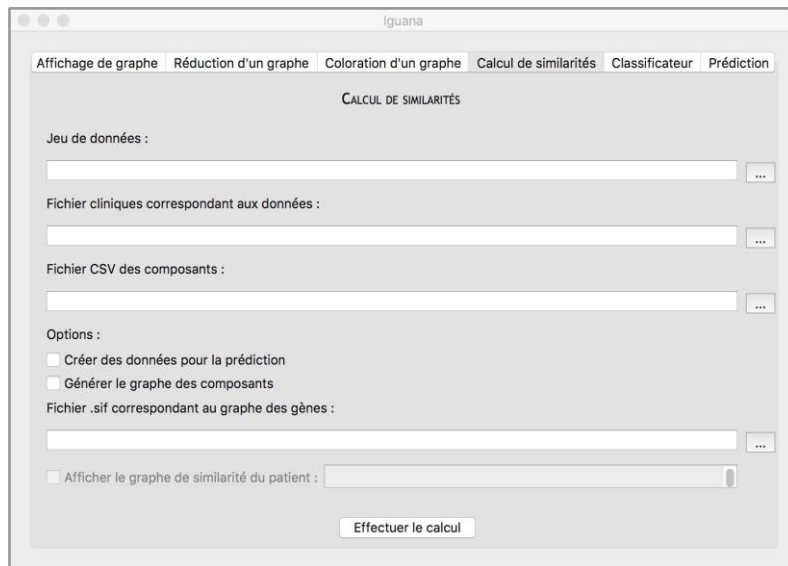 Iguana
Affichage de graphe Réduction d'un graphe Coloration d'un graphe Calcul de similarités Classificateur Prédiction
CALCUL DE SIMILARITÉS
Jeu de données :
...
Fichier cliniques correspondant aux données :
...
Fichier CSV des composants :
...
Options :
Créer des données pour la prédiction
Générer le graphe des composants
Fichier .sif correspondant au graphe des gènes :
...
Afficher le graphe de similarité du patient :
Effectuer le calcul